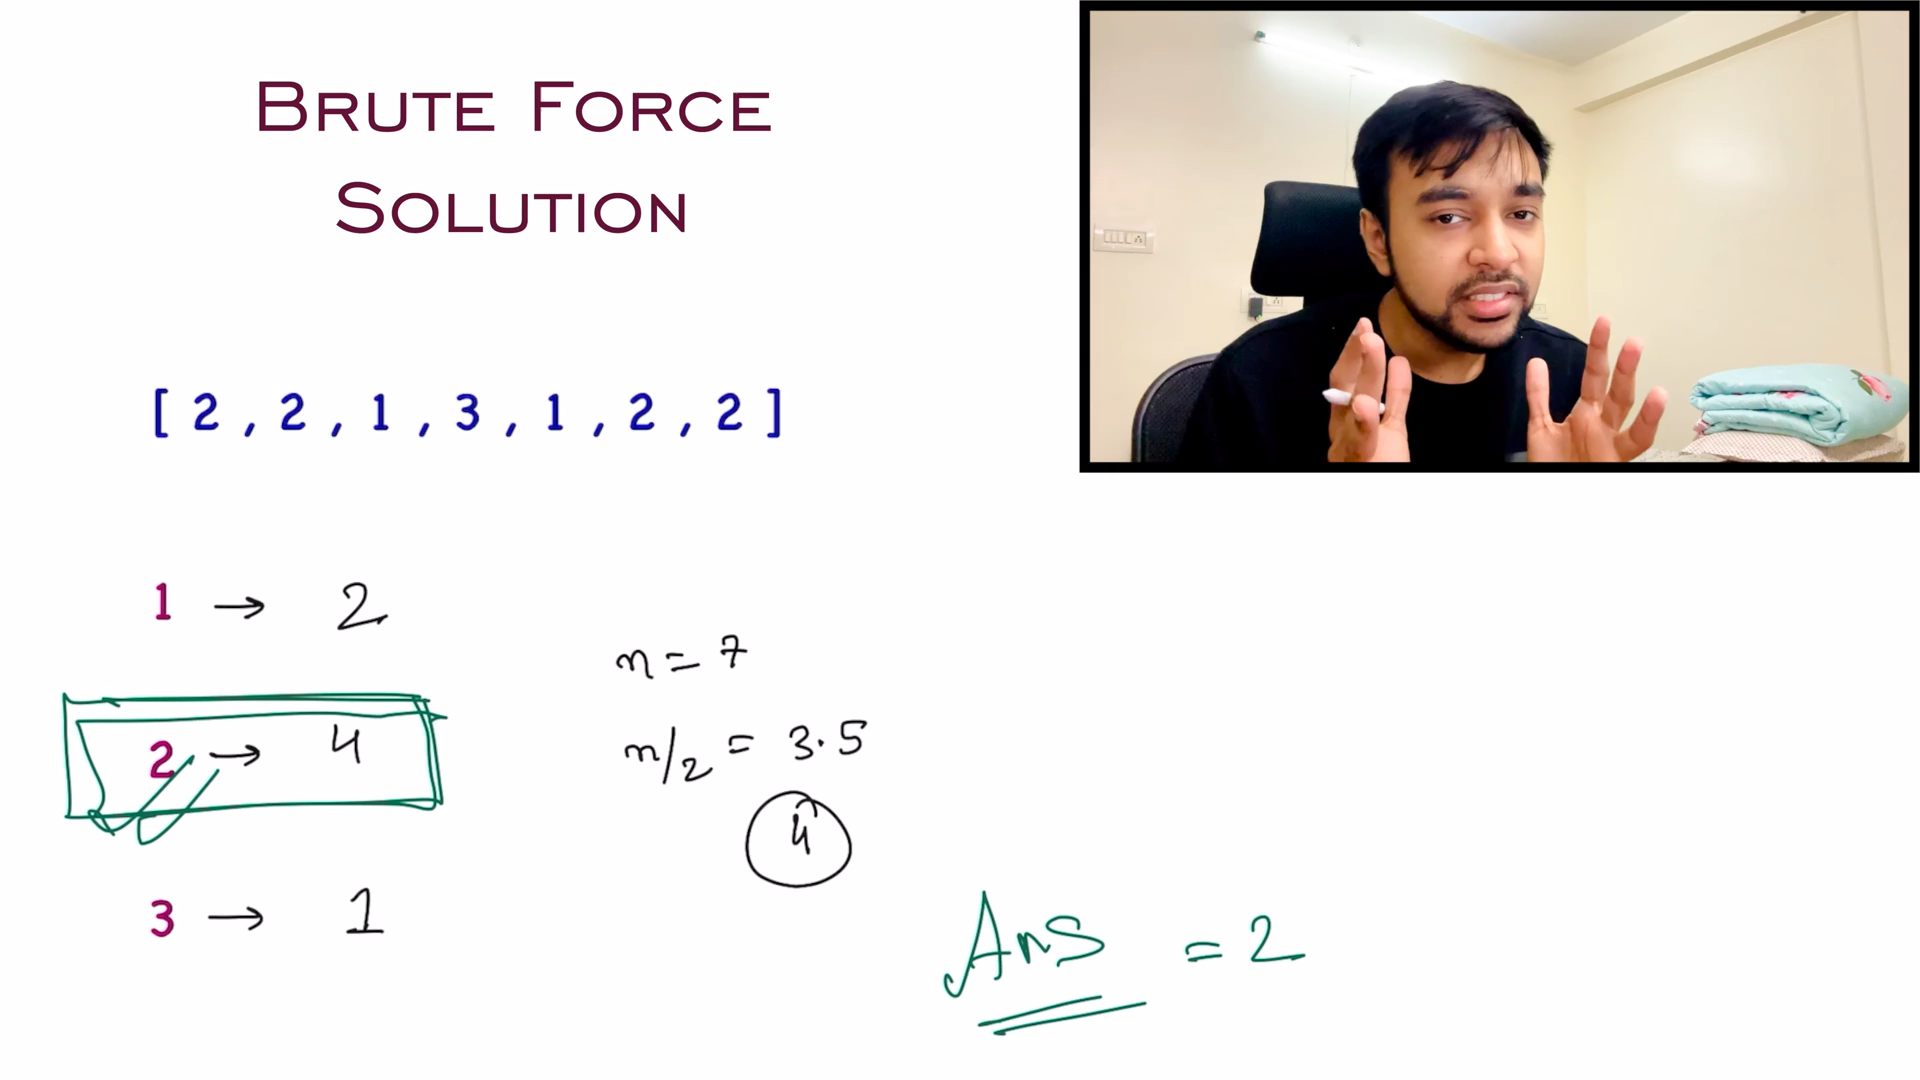 BRUTE FORCE
SOLUTION
[ 2 , 2 , 1 , 3 , 1 , 2 , 2 ]
1 → 2
2 → 4
3 → 1
n = 7
n/2 = 3.5
4
Ans = 2